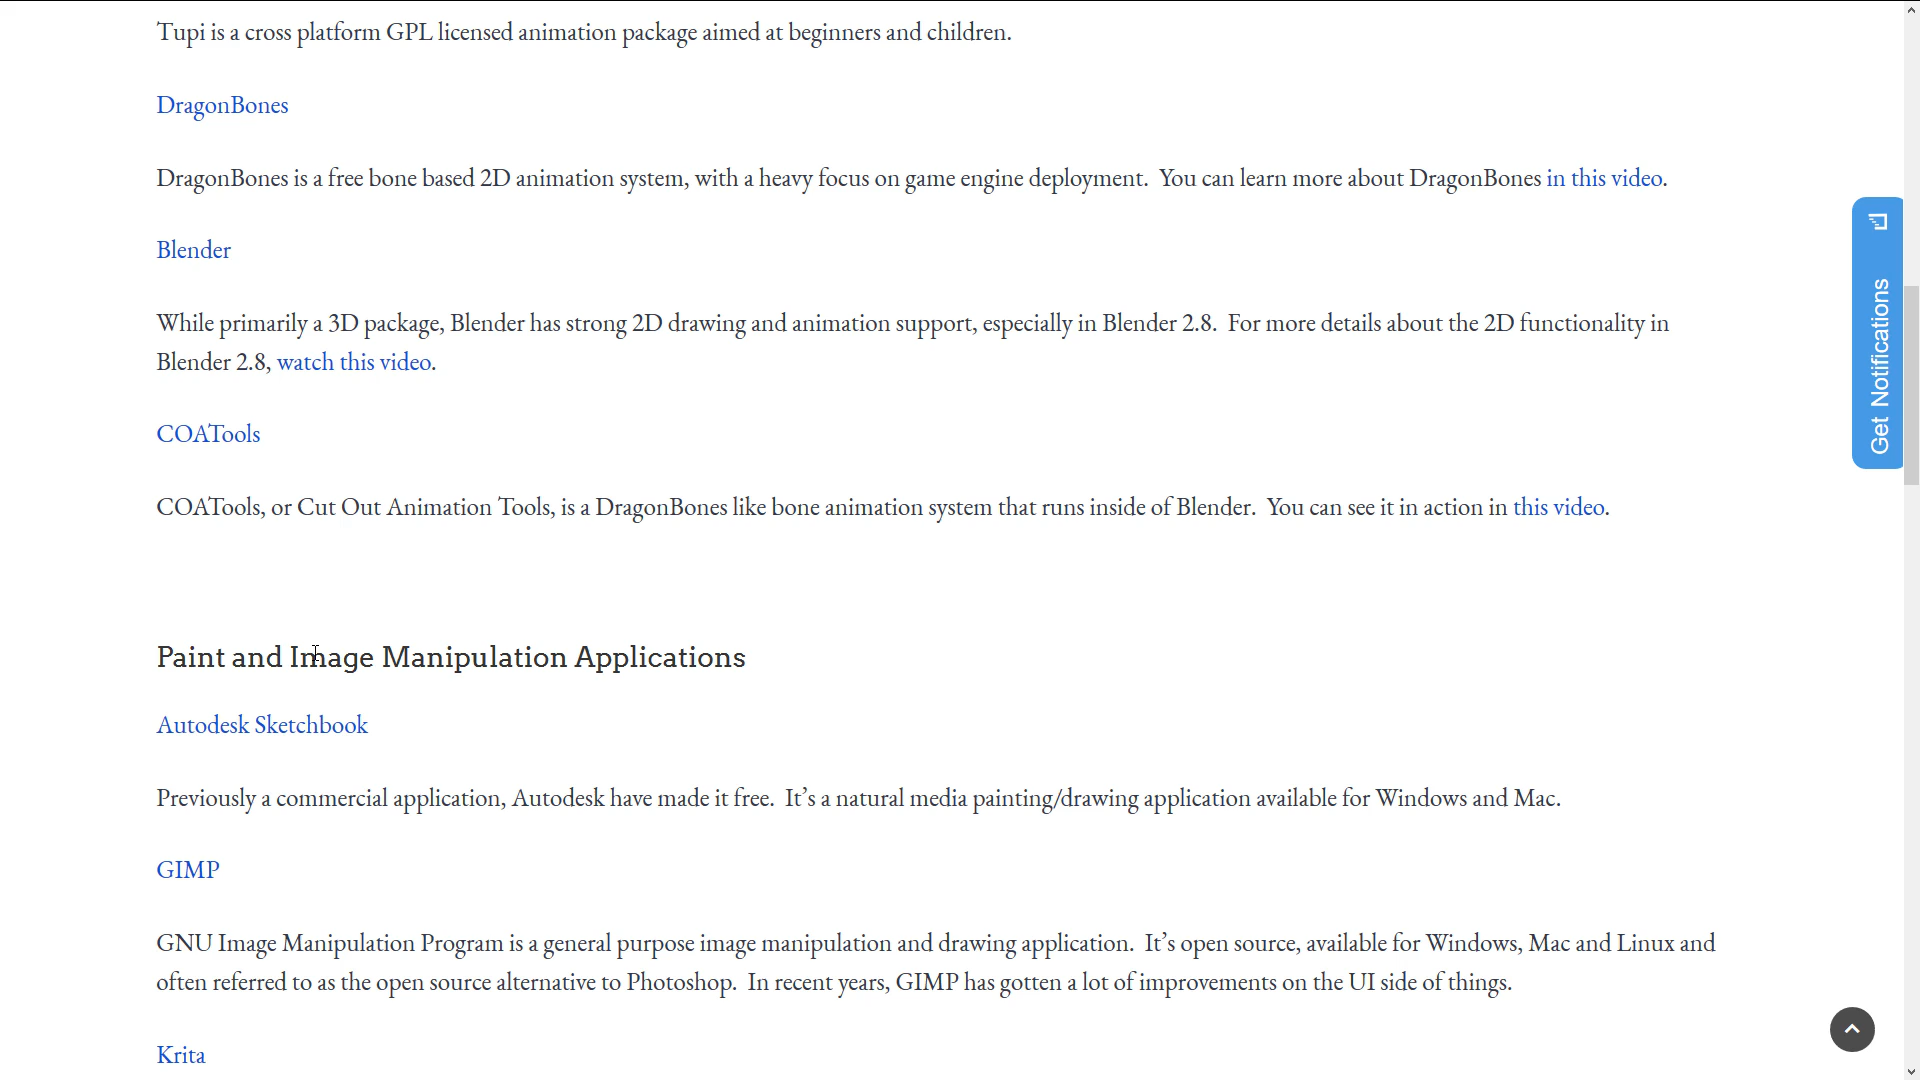 Tupi is a cross platform GPL licensed animation package aimed at beginners and children.
DragonBones
DragonBones is a free bone based 2D animation system, with a heavy focus on game engine deployment.  You can learn more about DragonBones in this video.
Blender
While primarily a 3D package, Blender has strong 2D drawing and animation support, especially in Blender 2.8.  For more details about the 2D functionality in
Blender 2.8, watch this video.
COATools
COATools, or Cut Out Animation Tools, is a DragonBones like bone animation system that runs inside of Blender.  You can see it in action in this video.
Get Notifications
Paint and Image Manipulation Applications
Autodesk Sketchbook
Previously a commercial application, Autodesk have made it free.  It’s a natural media painting/drawing application available for Windows and Mac.
GIMP
GNU Image Manipulation Program is a general purpose image manipulation and drawing application.  It’s open source, available for Windows, Mac and Linux and
often referred to as the open source alternative to Photoshop.  In recent years, GIMP has gotten a lot of improvements on the UI side of things.
Krita